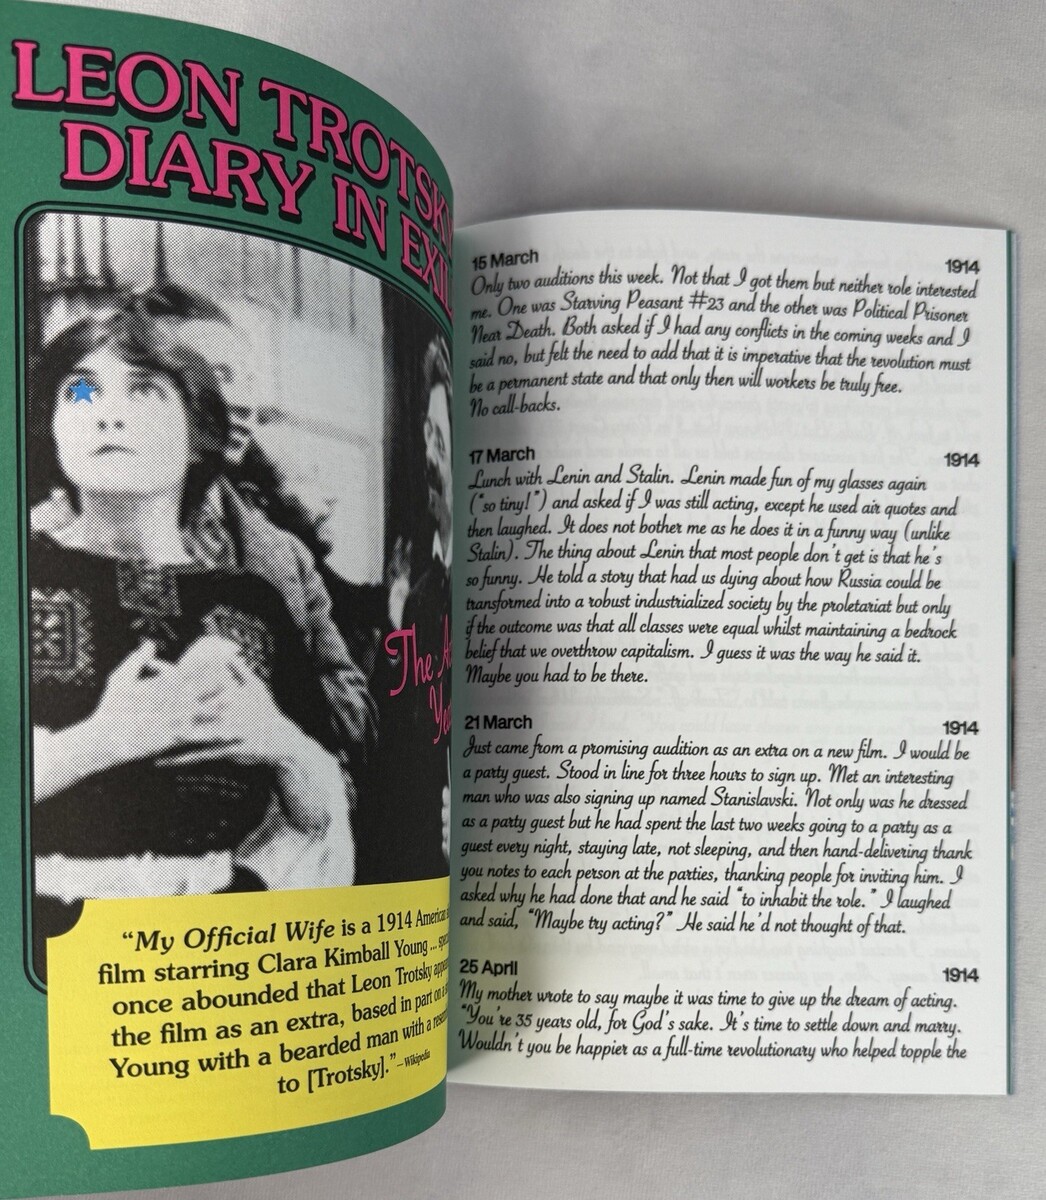 LEON TROTSKY
DIARY IN EXILE
The
"My Official Wife is a 1914 American
film starring Clara Kimball Young ...
once abounded that Leon Trotsky
the film as an extra, based in part on a
Young with a bearded man with a
to [Trotsky]." –Wikipedia
15 March 1914
Only two auditions this week. Not that I got them but neither role interested
me. One was Starving Peasant #23 and the other was Political Prisoner
Near Death. Both asked if I had any conflicts in the coming weeks and I
said no, but felt the need to add that it is imperative that the revolution must
be a permanent state and that only then will workers be truly free.
No call-backs.
17 March 1914
Lunch with Lenin and Stalin. Lenin made fun of my glasses again
("so tiny!") and asked if I was still acting, except he used air quotes and
then laughed. It does not bother me as he does it in a funny way (unlike
Stalin). The thing about Lenin that most people don't get is that he's
so funny. He told a story that had us dying about how Russia could be
transformed into a robust industrialized society by the proletariat but only
if the outcome was that all classes were equal whilst maintaining a bedrock
belief that we overthrow capitalism. I guess it was the way he said it.
Maybe you had to be there.
21 March 1914
Just came from a promising audition as an extra on a new film. I would be
a party guest. Stood in line for three hours to sign up. Met an interesting
man who was also signing up named Stanislavski. Not only was he dressed
as a party guest but he had spent the last two weeks going to a party as a
guest every night, staying late, not sleeping, and then hand-delivering thank
you notes to each person at the parties, thanking people for inviting him. I
asked why he had done that and he said "to inhabit the role." I laughed
and said, "Maybe try acting?" He said he'd not thought of that.
25 April 1914
My mother wrote to say maybe it was time to give up the dream of acting.
"You're 35 years old, for God's sake. It's time to settle down and marry.
Wouldn't you be happier as a full-time revolutionary who helped topple the